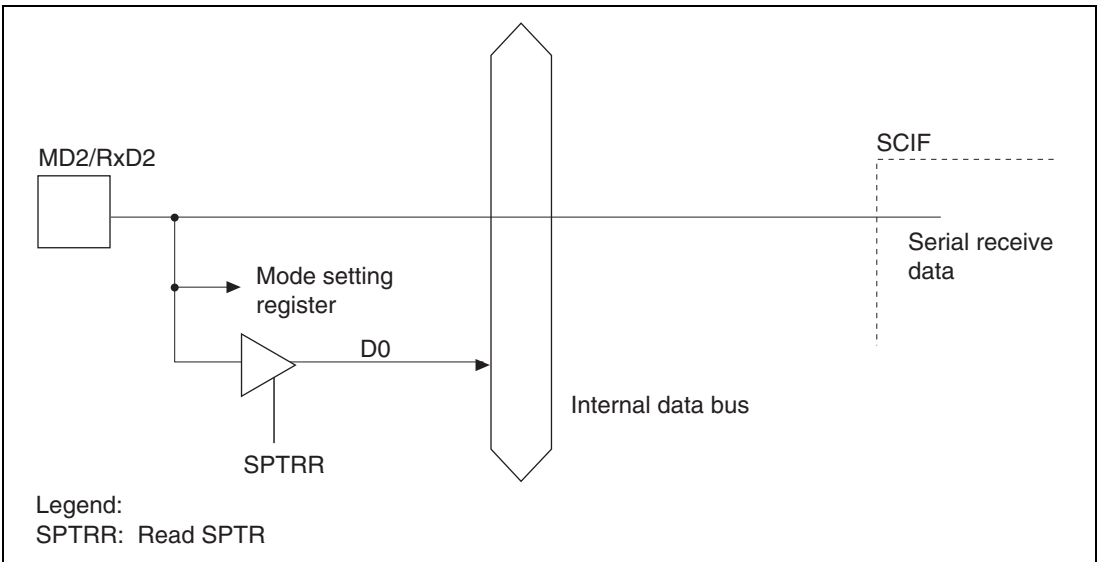 SCIF
MD2/RxD2
Serial receive
data
Mode setting
register
D0
Internal data bus
SPTRR
Legend:
SPTRR: Read SPTR